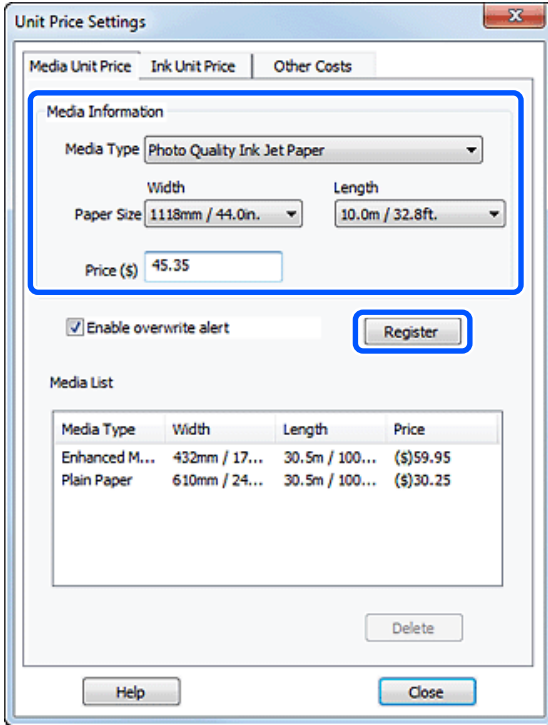 Unit Price Settings
Media Unit Price Ink Unit Price Other Costs
Media Information
Media Type Photo Quality Ink Jet Paper
Width Length
Paper Size 1118mm / 44.0in. 10.0m / 32.8ft.
Price ($) 45.35
Enable overwrite alert Register
Media List
Media Type Width Length Price
Enhanced M... 432mm / 17... 30.5m / 100... ($)59.95
Plain Paper 610mm / 24... 30.5m / 100... ($)30.25
Delete
Help Close